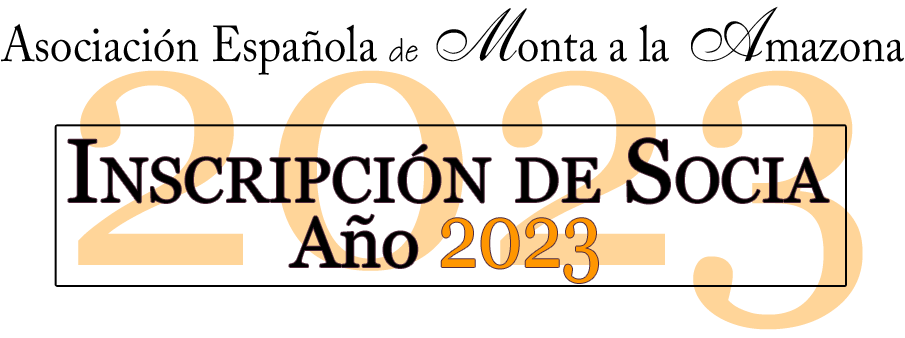 Asociación Española de Monta a la Amazona
2023
Inscripción de Socia
Año 2023